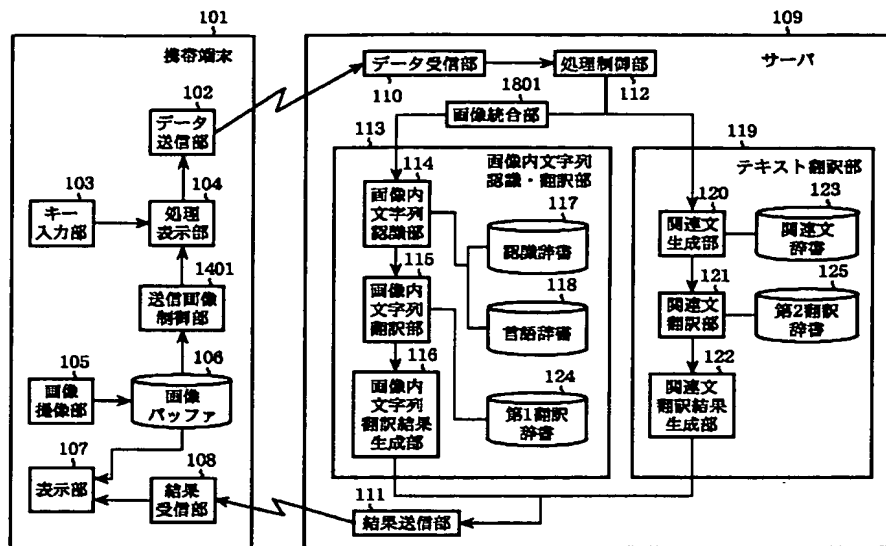 101
携帯端末
102
データ
送信部
103
キー
入力部
104
処理
表示部
1401
送信画像
制御部
105
画像
撮像部
106
画像
バッファ
107
表示部
108
結果
受信部
109
サーバ
データ受信部
110
処理制御部
112
1801
画像統合部
113
画像内文字列
認識・翻訳部
114
画像内
文字列
認識部
117
認識辞書
115
画像内
文字列
翻訳部
118
言語辞書
116
画像内
文字列
翻訳結果
生成部
124
第1翻訳
辞書
119
テキスト翻訳部
120
関連文
生成部
123
関連文
辞書
121
関連文
翻訳部
125
第2翻訳
辞書
122
関連文
翻訳結果
生成部
111
結果送信部